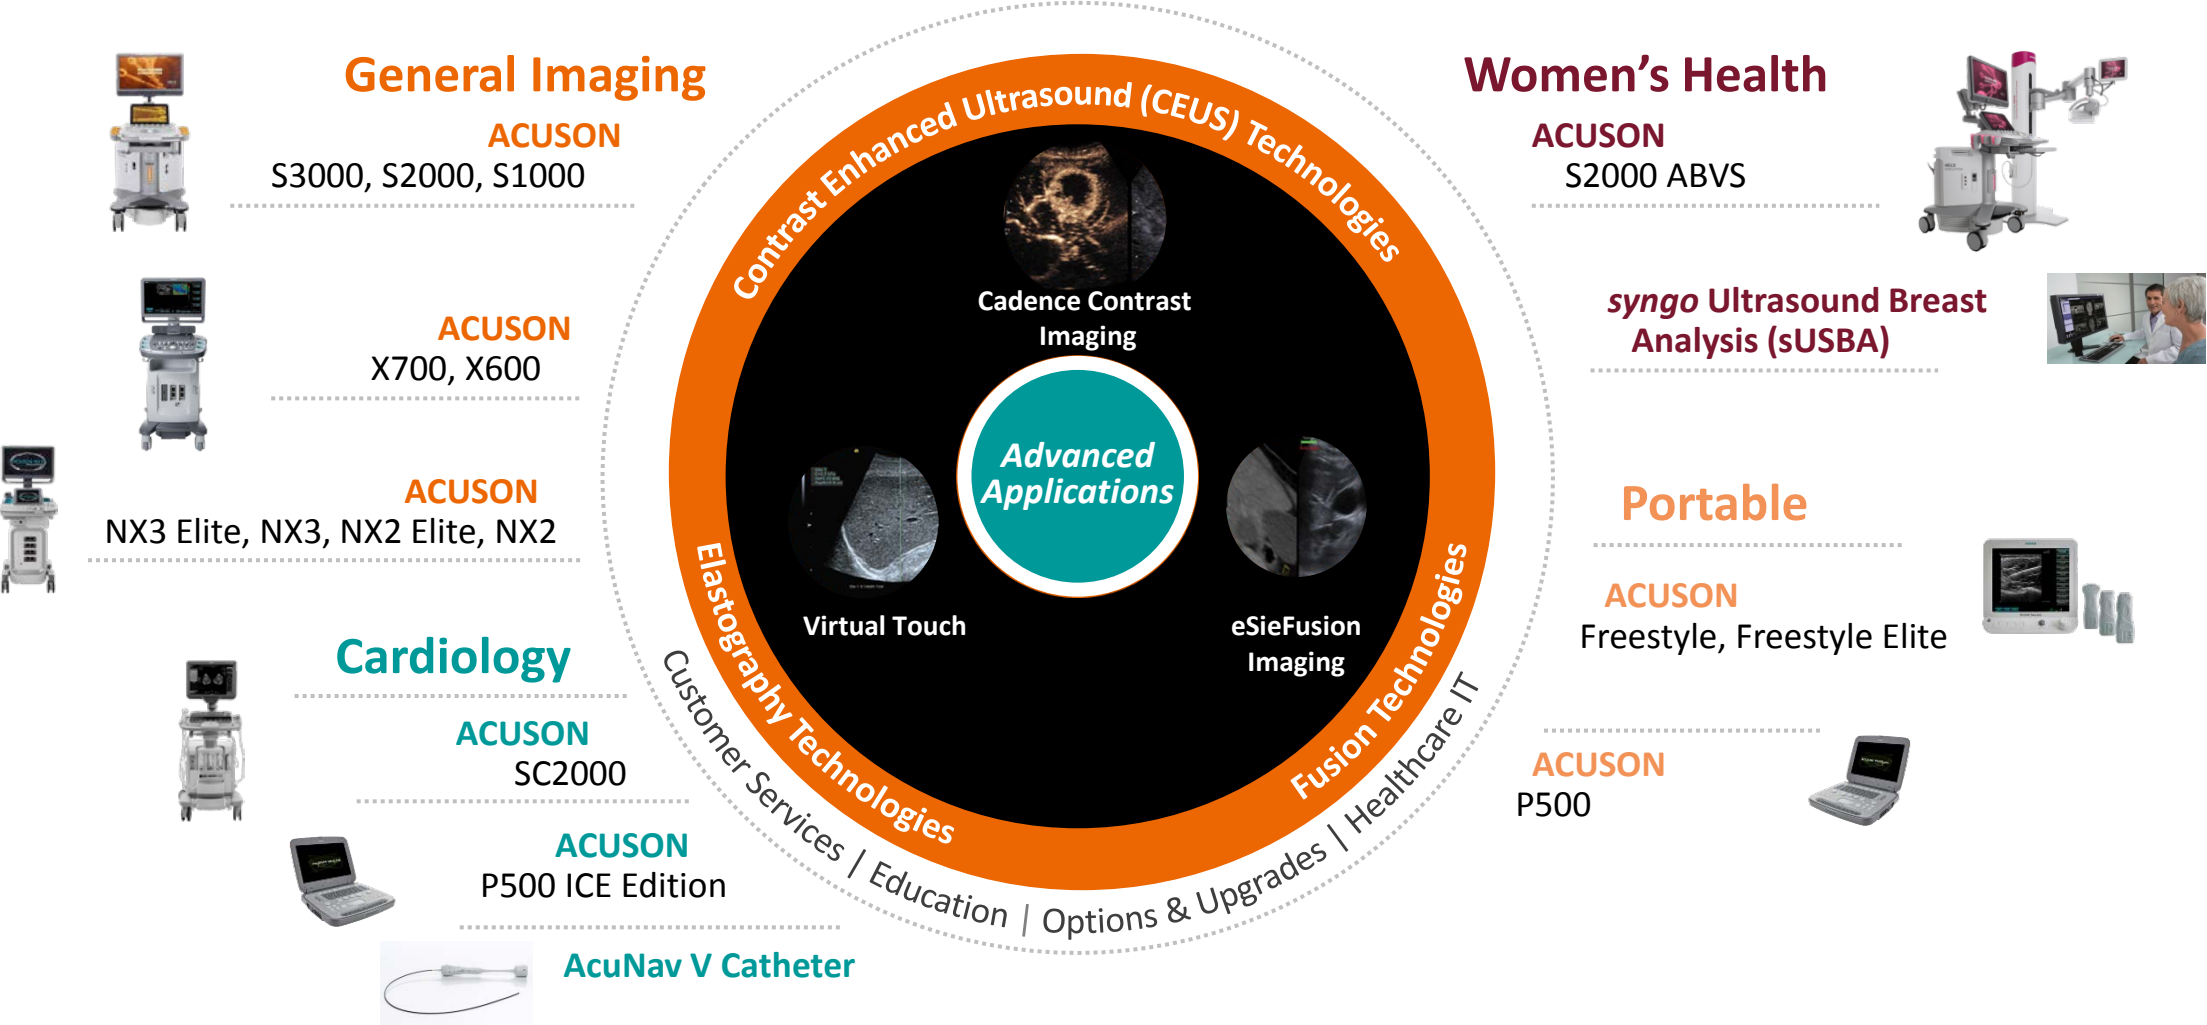 General Imaging
ACUSON
S3000, S2000, S1000
ACUSON
X700, X600
ACUSON
NX3 Elite, NX3, NX2 Elite, NX2
Cardiology
ACUSON
SC2000
ACUSON
P500 ICE Edition
AcuNav V Catheter
Contrast Enhanced Ultrasound (CEUS) Technologies
Cadence Contrast
Imaging
Advanced
Applications
Virtual Touch
eSieFusion
Imaging
Elastography Technologies
Fusion Technologies
Customer Services | Education | Options & Upgrades | Healthcare IT
Women’s Health
ACUSON
S2000 ABVS
syngo Ultrasound Breast
Analysis (sUSBA)
Portable
ACUSON
Freestyle, Freestyle Elite
ACUSON
P500